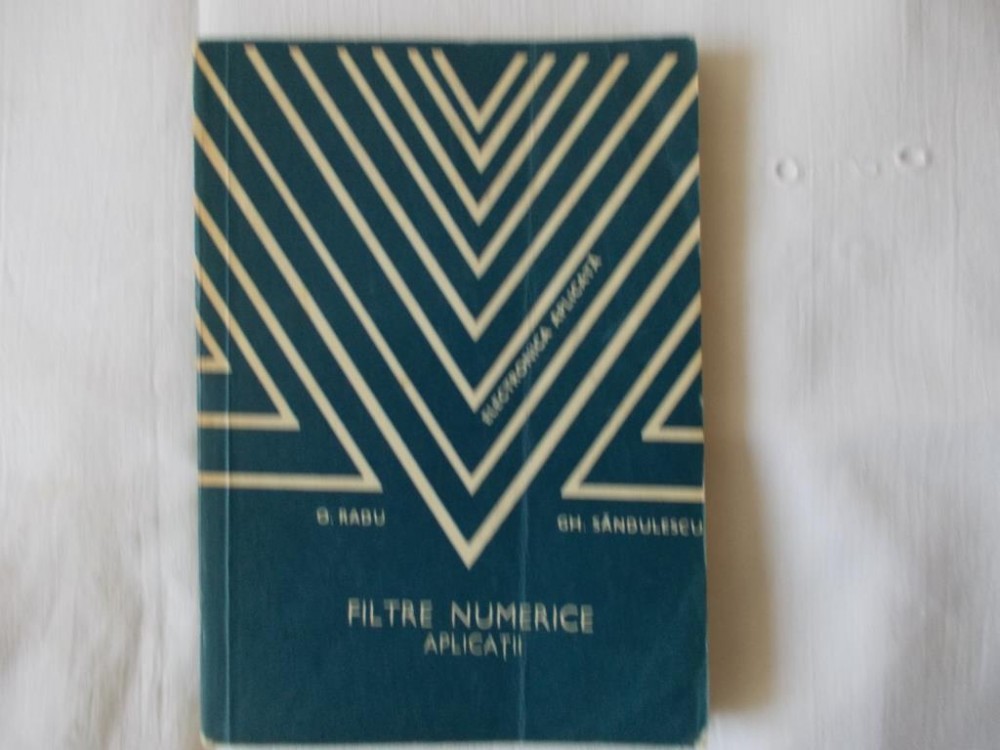 ELECTRONICA APLICATĂ
O. RADU GH. SĂNDULESCU
FILTRE NUMERICE
APLICAȚII